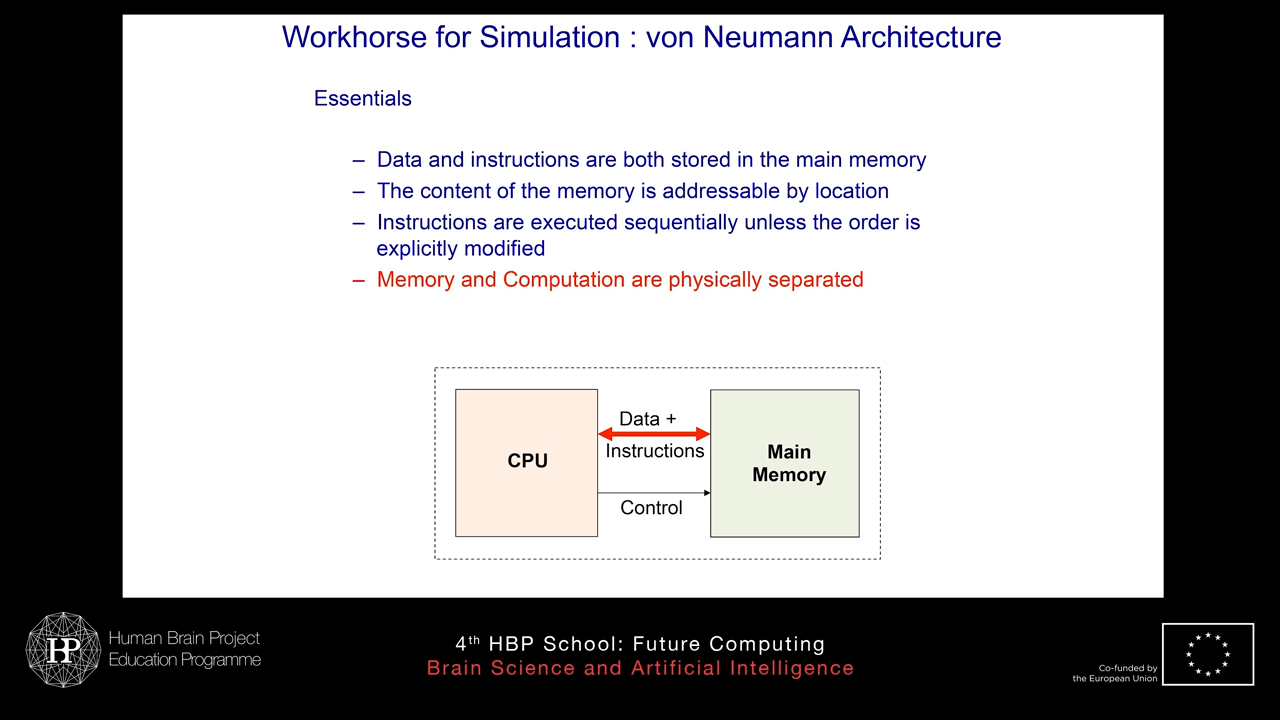 Workhorse for Simulation : von Neumann Architecture
Essentials
– Data and instructions are both stored in the main memory
– The content of the memory is addressable by location
– Instructions are executed sequentially unless the order is
explicitly modified
– Memory and Computation are physically separated
CPU
Data +
Instructions
Control
Main
Memory
HBP
Human Brain Project
Education Programme
4th HBP School: Future Computing
Brain Science and Artificial Intelligence
Co-funded by
the European Union